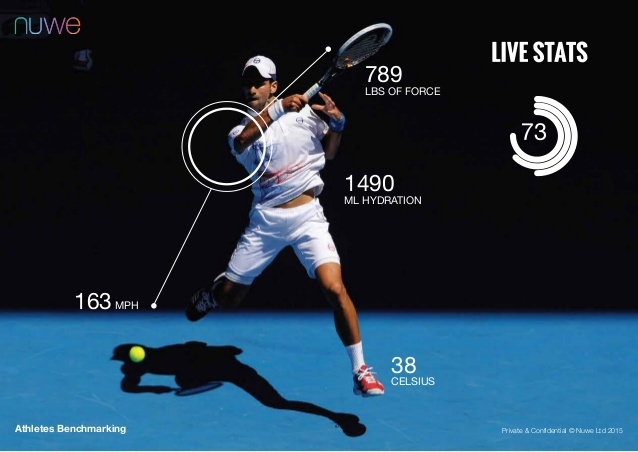 nuwe
LIVE STATS
789
LBS OF FORCE
73
1490
ML HYDRATION
163 MPH
38
CELSIUS
Athletes Benchmarking
Private & Confidential © Nuwe Ltd 2015